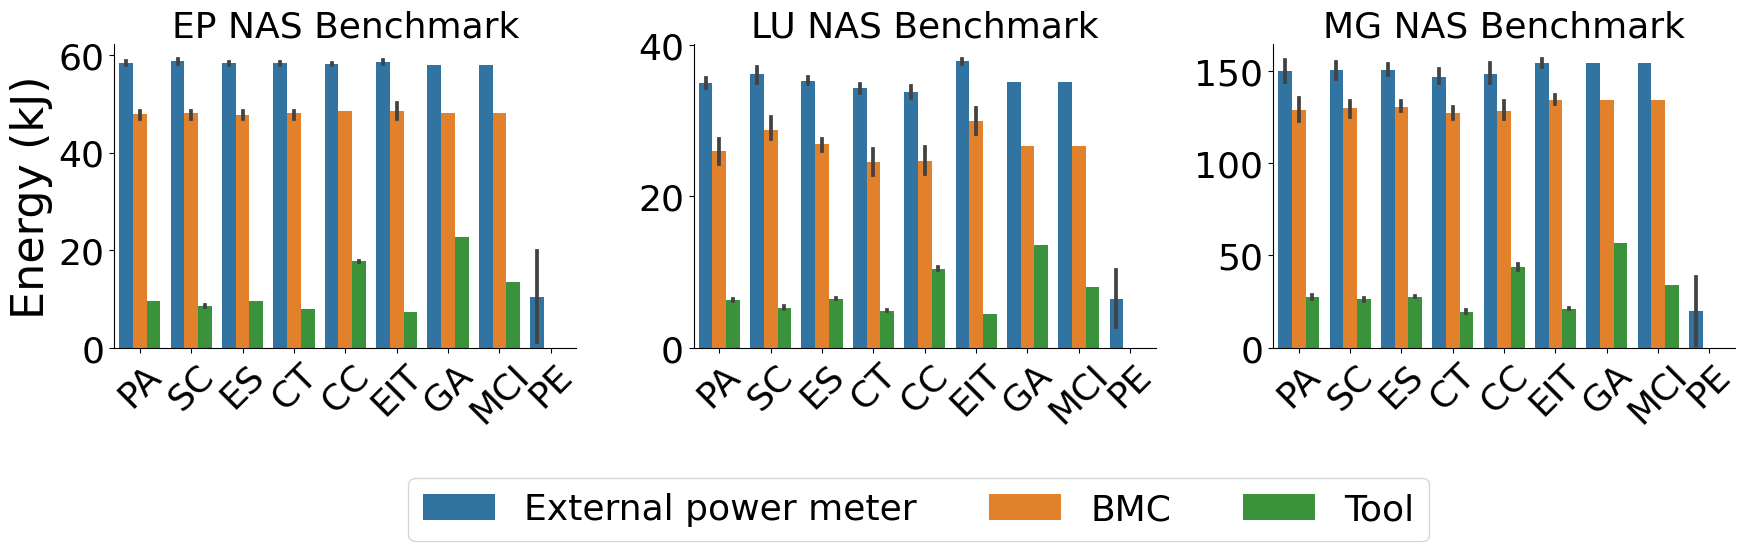 EP NAS Benchmark
LU NAS Benchmark
MG NAS Benchmark
Energy (kJ)
60
40
20
0
PA SC ES CT CC EIT GA MCI PE
40
20
0
PA SC ES CT CC EIT GA MCI PE
150
100
50
0
PA SC ES CT CC EIT GA MCI PE
External power meter BMC Tool